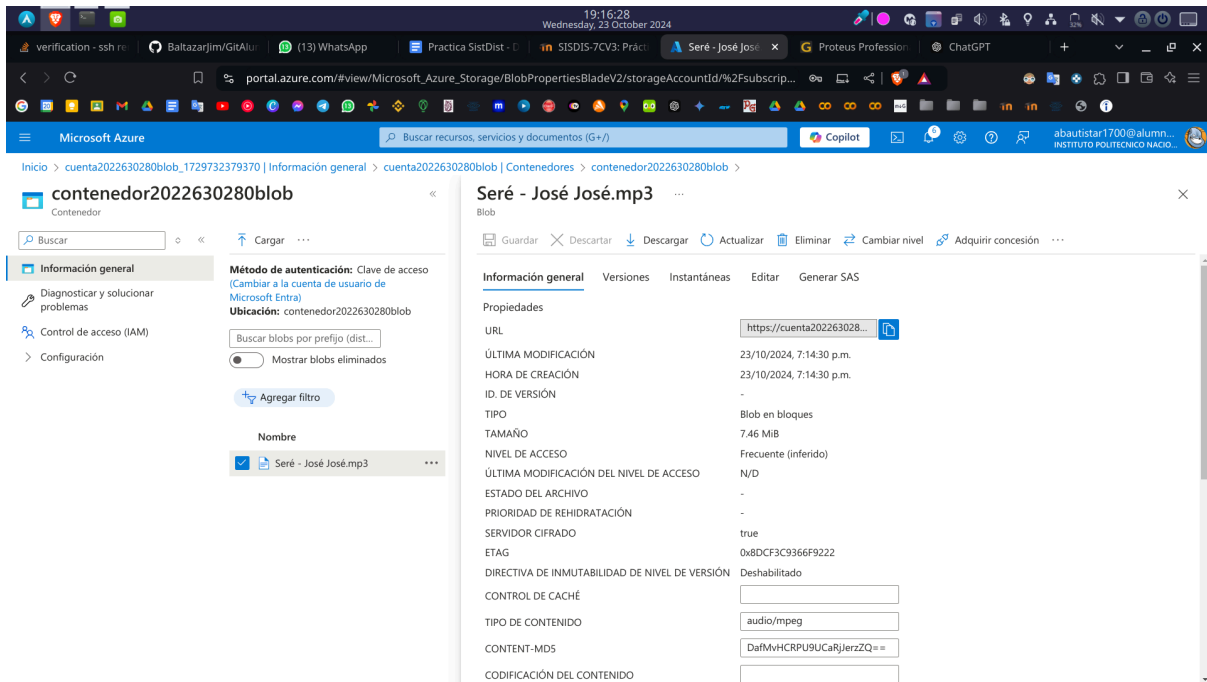 19:16:28
Wednesday, 23 October 2024
32%
verification - ssh re
BaltazarJim/GitAlur
(13) WhatsApp
Practica SistDist - D
SISDIS-7CV3: Práct
Seré - José José
Proteus Profession
ChatGPT
portal.azure.com/#view/Microsoft_Azure_Storage/BlobPropertiesBladeV2/storageAccountId/%2Fsubscrip...
Microsoft Azure
Buscar recursos, servicios y documentos (G+/)
Copilot
6
abautistar1700@alumn...
INSTITUTO POLITECNICO NACIO...
Inicio > cuenta2022630280blob_1729732379370 | Información general > cuenta2022630280blob | Contenedores > contenedor2022630280blob >
contenedor2022630280blob
Contenedor
Buscar
Información general
Diagnosticar y solucionar
problemas
Control de acceso (IAM)
Configuración
Cargar
Método de autenticación: Clave de acceso
(Cambiar a la cuenta de usuario de
Microsoft Entra)
Ubicación: contenedor2022630280blob
Buscar blobs por prefijo (dist...
Mostrar blobs eliminados
Agregar filtro
Nombre
Seré - José José.mp3
Seré - José José.mp3
Blob
Guardar Descartar Descargar Actualizar Eliminar Cambiar nivel Adquirir concesión
Información general Versiones Instantáneas Editar Generar SAS
Propiedades
URL https://cuenta202263028...
ÚLTIMA MODIFICACIÓN 23/10/2024, 7:14:30 p.m.
HORA DE CREACIÓN 23/10/2024, 7:14:30 p.m.
ID. DE VERSIÓN -
TIPO Blob en bloques
TAMAÑO 7.46 MiB
NIVEL DE ACCESO Frecuente (inferido)
ÚLTIMA MODIFICACIÓN DEL NIVEL DE ACCESO N/D
ESTADO DEL ARCHIVO -
PRIORIDAD DE REHIDRATACIÓN -
SERVIDOR CIFRADO true
ETAG 0x8DCF3C9366F9222
DIRECTIVA DE INMUTABILIDAD DE NIVEL DE VERSIÓN Deshabilitado
CONTROL DE CACHÉ
TIPO DE CONTENIDO audio/mpeg
CONTENT-MD5 DafMvHCRPU9UCaRjJerzZQ==
CODIFICACIÓN DEL CONTENIDO